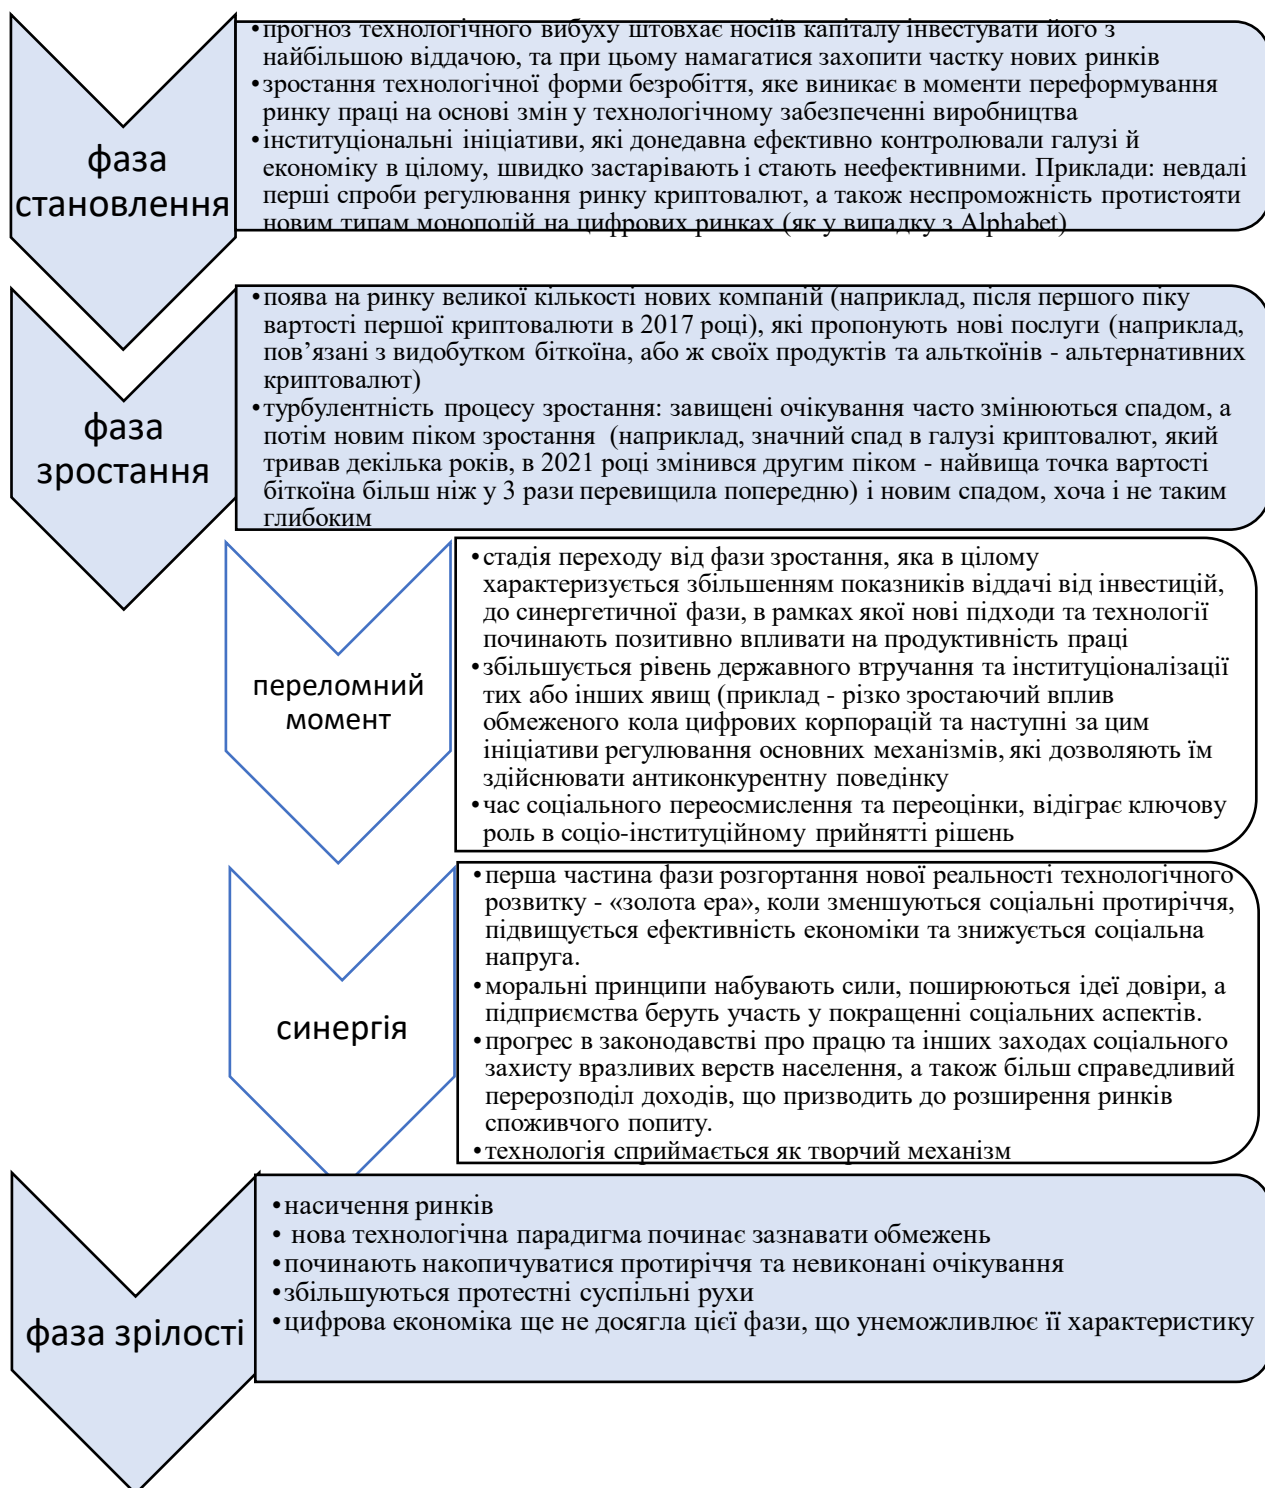 фаза
становлення
•прогноз технологічного вибуху штовхає носіїв капіталу інвестувати його з
найбільшою віддачою, та при цьому намагатися захопити частку нових ринків
•зростання технологічної форми безробіття, яке виникає в моменти переформування
ринку праці на основі змін у технологічному забезпеченні виробництва
•інституціональні ініціативи, які донедавна ефективно контролювали галузі й
економіку в цілому, швидко застарівають і стають неефективними. Приклади: невдалі
перші спроби регулювання ринку криптовалют, а також неспроможність протистояти
новим типам монополій на цифрових ринках (як у випадку з Alphabet)
фаза
зростання
•поява на ринку великої кількості нових компаній (наприклад, після першого піку
вартості першої криптовалюти в 2017 році), які пропонують нові послуги (наприклад,
пов’язані з видобутком біткоїна, або ж своїх продуктів та альткоїнів - альтернативних
криптовалют)
•турбулентність процесу зростання: завищені очікування часто змінюються спадом, а
потім новим піком зростання (наприклад, значний спад в галузі криптовалют, який
тривав декілька років, в 2021 році змінився другим піком - найвища точка вартості
біткоїна більш ніж у 3 рази перевищила попередню) і новим спадом, хоча і не таким
глибоким
переломний
момент
•стадія переходу від фази зростання, яка в цілому
характеризується збільшенням показників віддачі від інвестицій,
до синергетичної фази, в рамках якої нові підходи та технології
починають позитивно впливати на продуктивність праці
•збільшується рівень державного втручання та інституціоналізації
тих або інших явищ (приклад - різко зростаючий вплив
обмеженого кола цифрових корпорацій та наступні за цим
ініціативи регулювання основних механізмів, які дозволяють їм
здійснювати антиконкурентну поведінку
•час соціального переосмислення та переоцінки, відіграє ключову
роль в соціо-інституційному прийнятті рішень
синергія
•перша частина фази розгортання нової реальності технологічного
розвитку - «золота ера», коли зменшуються соціальні протиріччя,
підвищується ефективність економіки та знижується соціальна
напруга.
•моральні принципи набувають сили, поширюються ідеї довіри, а
підприємства беруть участь у покращенні соціальних аспектів.
•прогрес в законодавстві про працю та інших заходах соціального
захисту вразливих верств населення, а також більш справедливий
перерозподіл доходів, що призводить до розширення ринків
споживчого попиту.
•технологія сприймається як творчий механізм
фаза зрілості
•насичення ринків
• нова технологічна парадигма починає зазнавати обмежень
•починають накопичуватися протиріччя та невиконані очікування
•збільшуються протестні суспільні рухи
•цифрова економіка ще не досягла цієї фази, що унеможливлює її характеристику